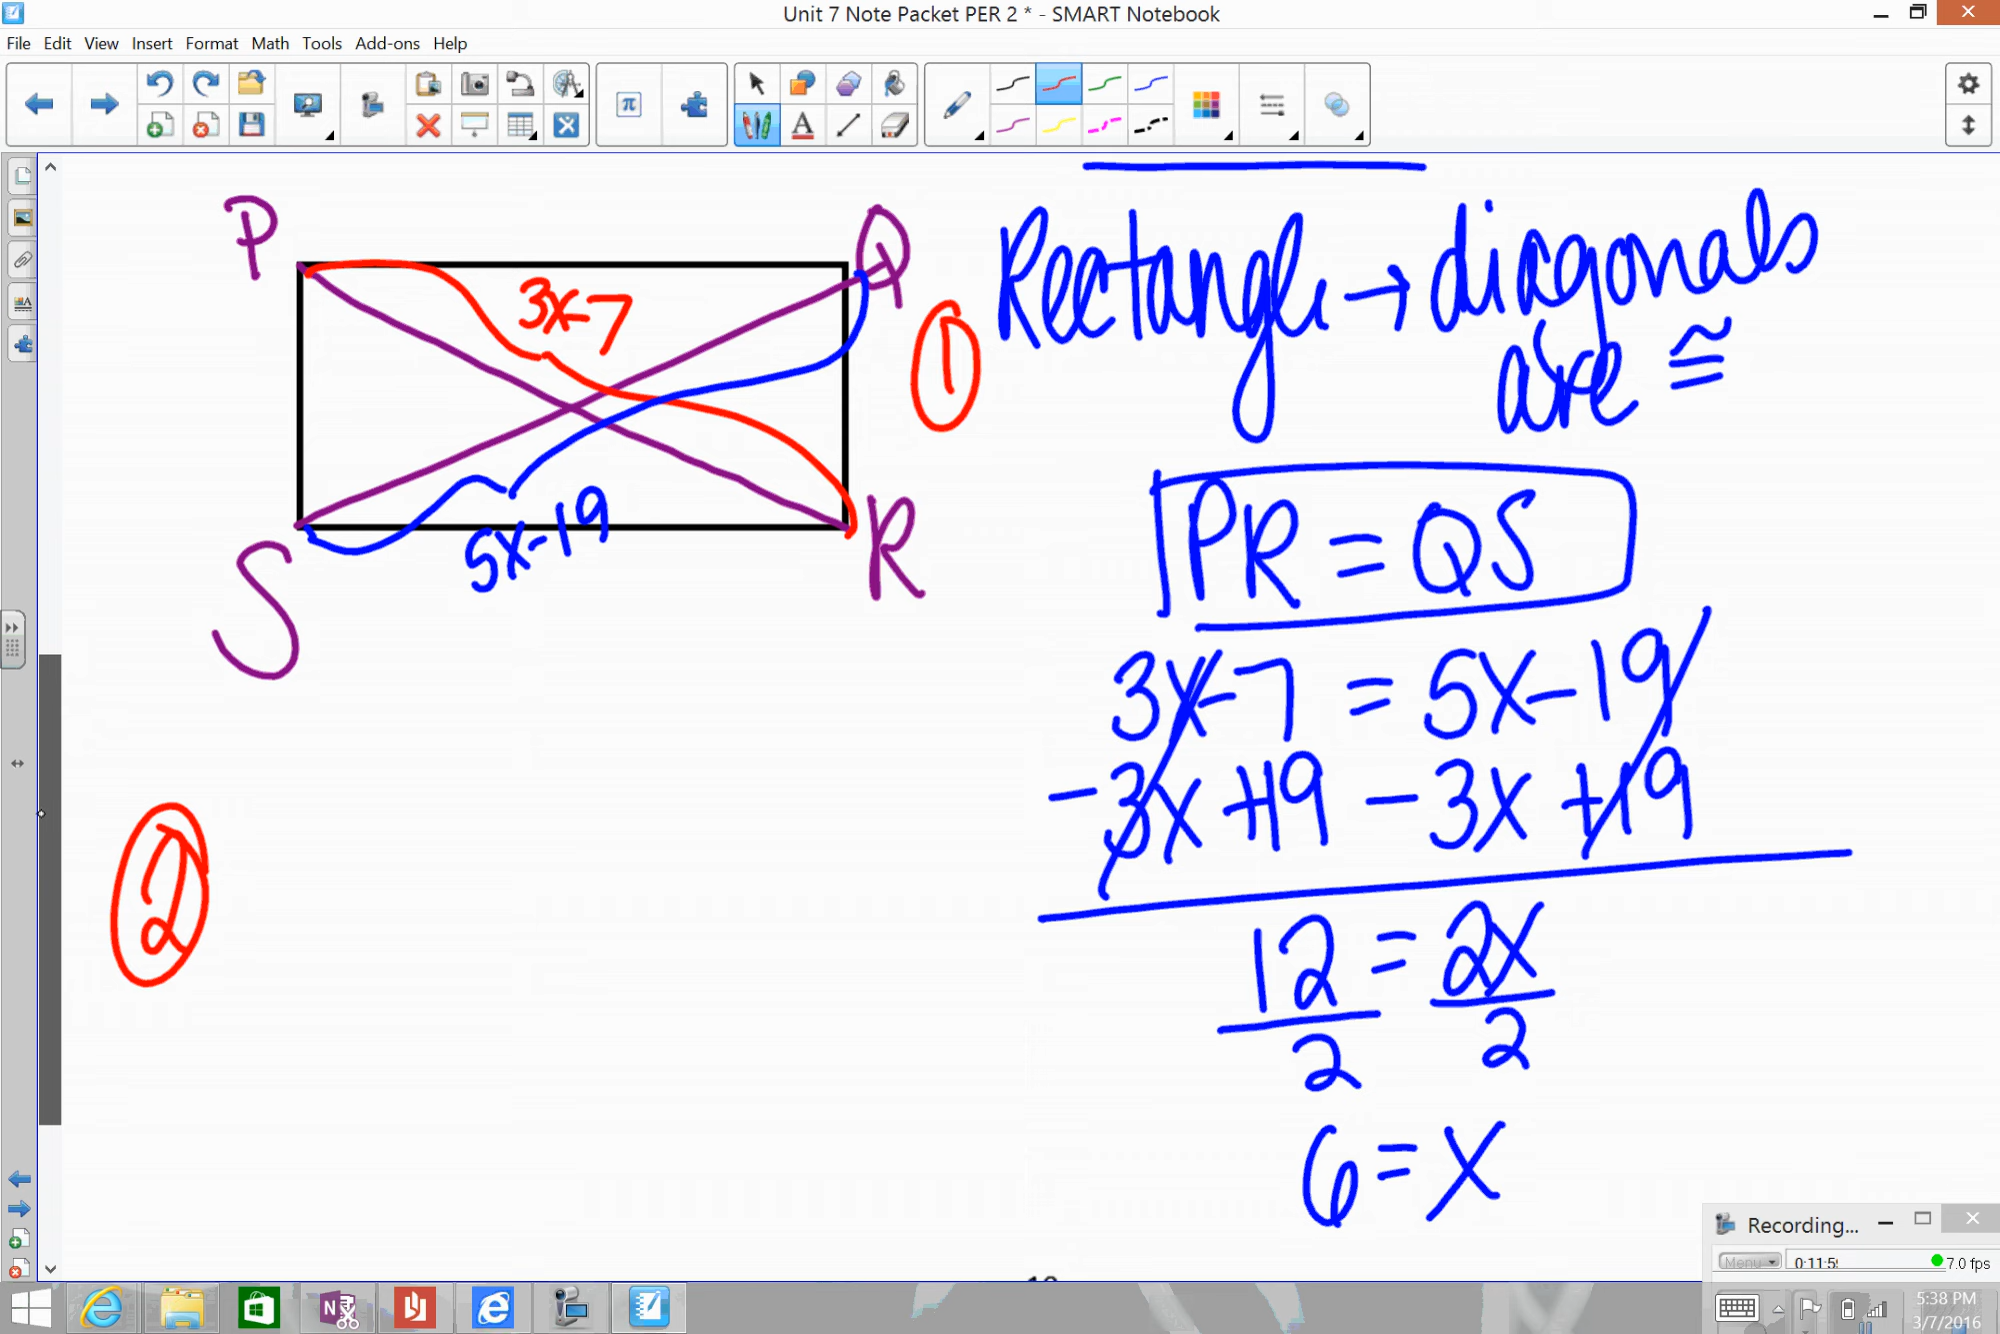 Unit 7 Note Packet PER 2 * - SMART Notebook
File Edit View Insert Format Math Tools Add-ons Help
P
Q
3x-7
S
R
5x-19
① Rectangle → diagonals
are ≅
PR = QS
3x-7 = 5x-19
-3x +19 -3x +19
12 = 2x
2 2
6 = x
②
Recording...
Menu
7.0 fps
5:38 PM
3/7/2016